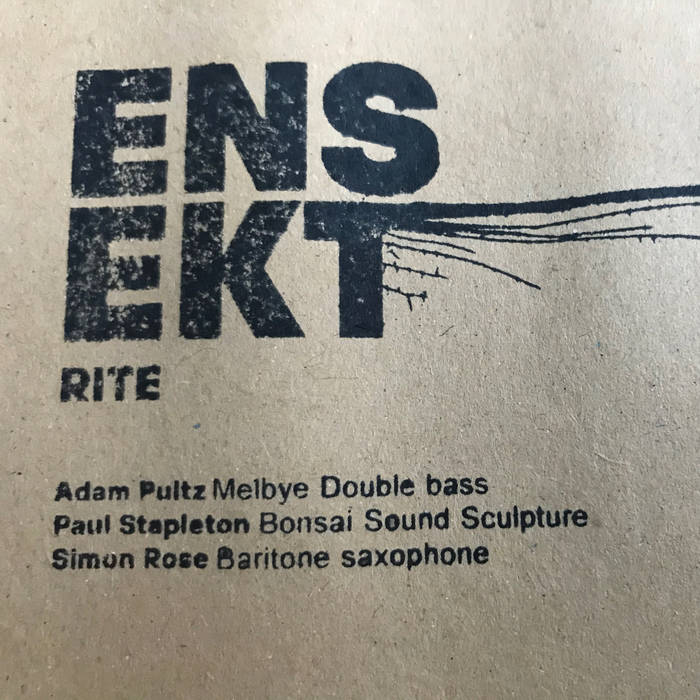 ENS
EKT
RITE
Adam Pultz Melbye Double bass
Paul Stapleton Bonsai Sound Sculpture
Simon Rose Baritone saxophone